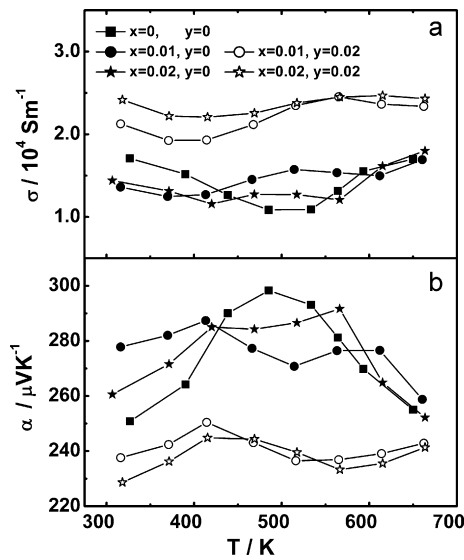 a
x=0, y=0
x=0.01, y=0 x=0.01, y=0.02
x=0.02, y=0 x=0.02, y=0.02
3.0
2.0
1.0
σ / 10⁴ Sm⁻¹
b
300
280
260
240
220
α / μVK⁻¹
300 400 500 600 700
T / K